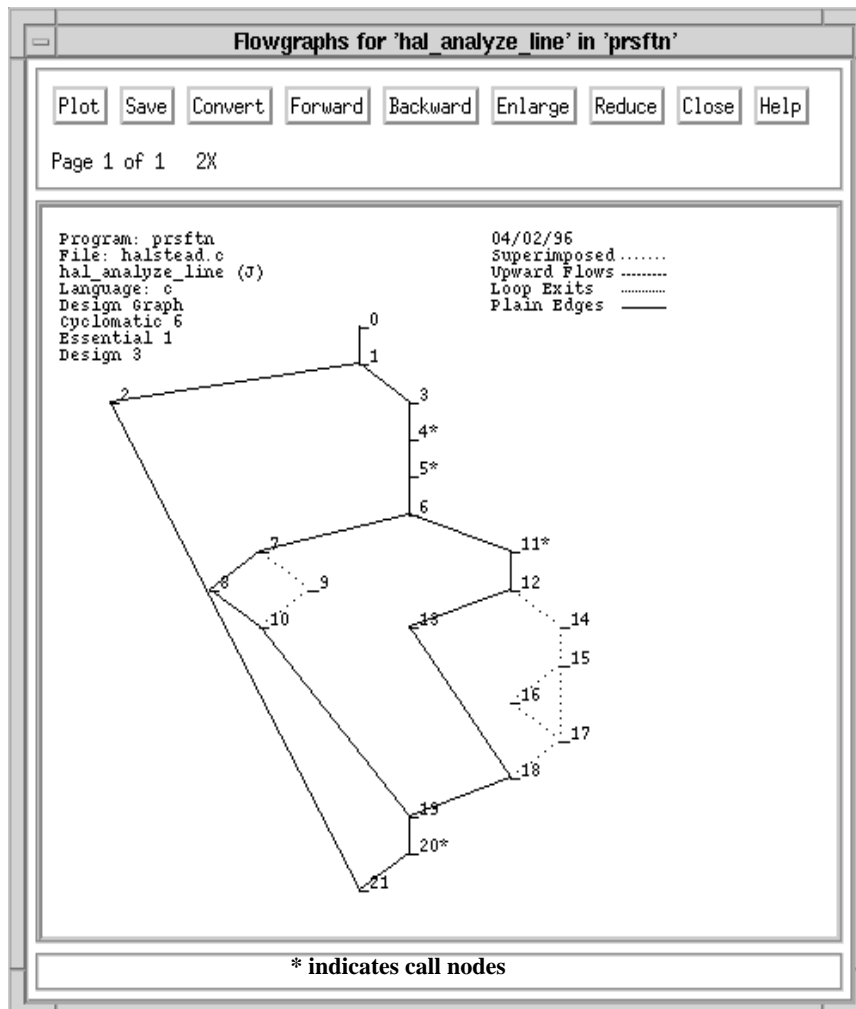 Flowgraphs for 'hal_analyze_line' in 'prsftn'
Plot Save Convert Forward Backward Enlarge Reduce Close Help
Page 1 of 1 2X
Program: prsftn
File: halstead.c
hal_analyze_line (J)
Language: c
Design Graph
Cyclomatic 6
Essential 1
Design 3
04/02/96
Superimposed
Upward Flows
Loop Exits
Plain Edges
0
1
2
3
4*
5*
6
7
11*
8
9
12
10
13
14
15
16
17
18
19
20*
21
* indicates call nodes